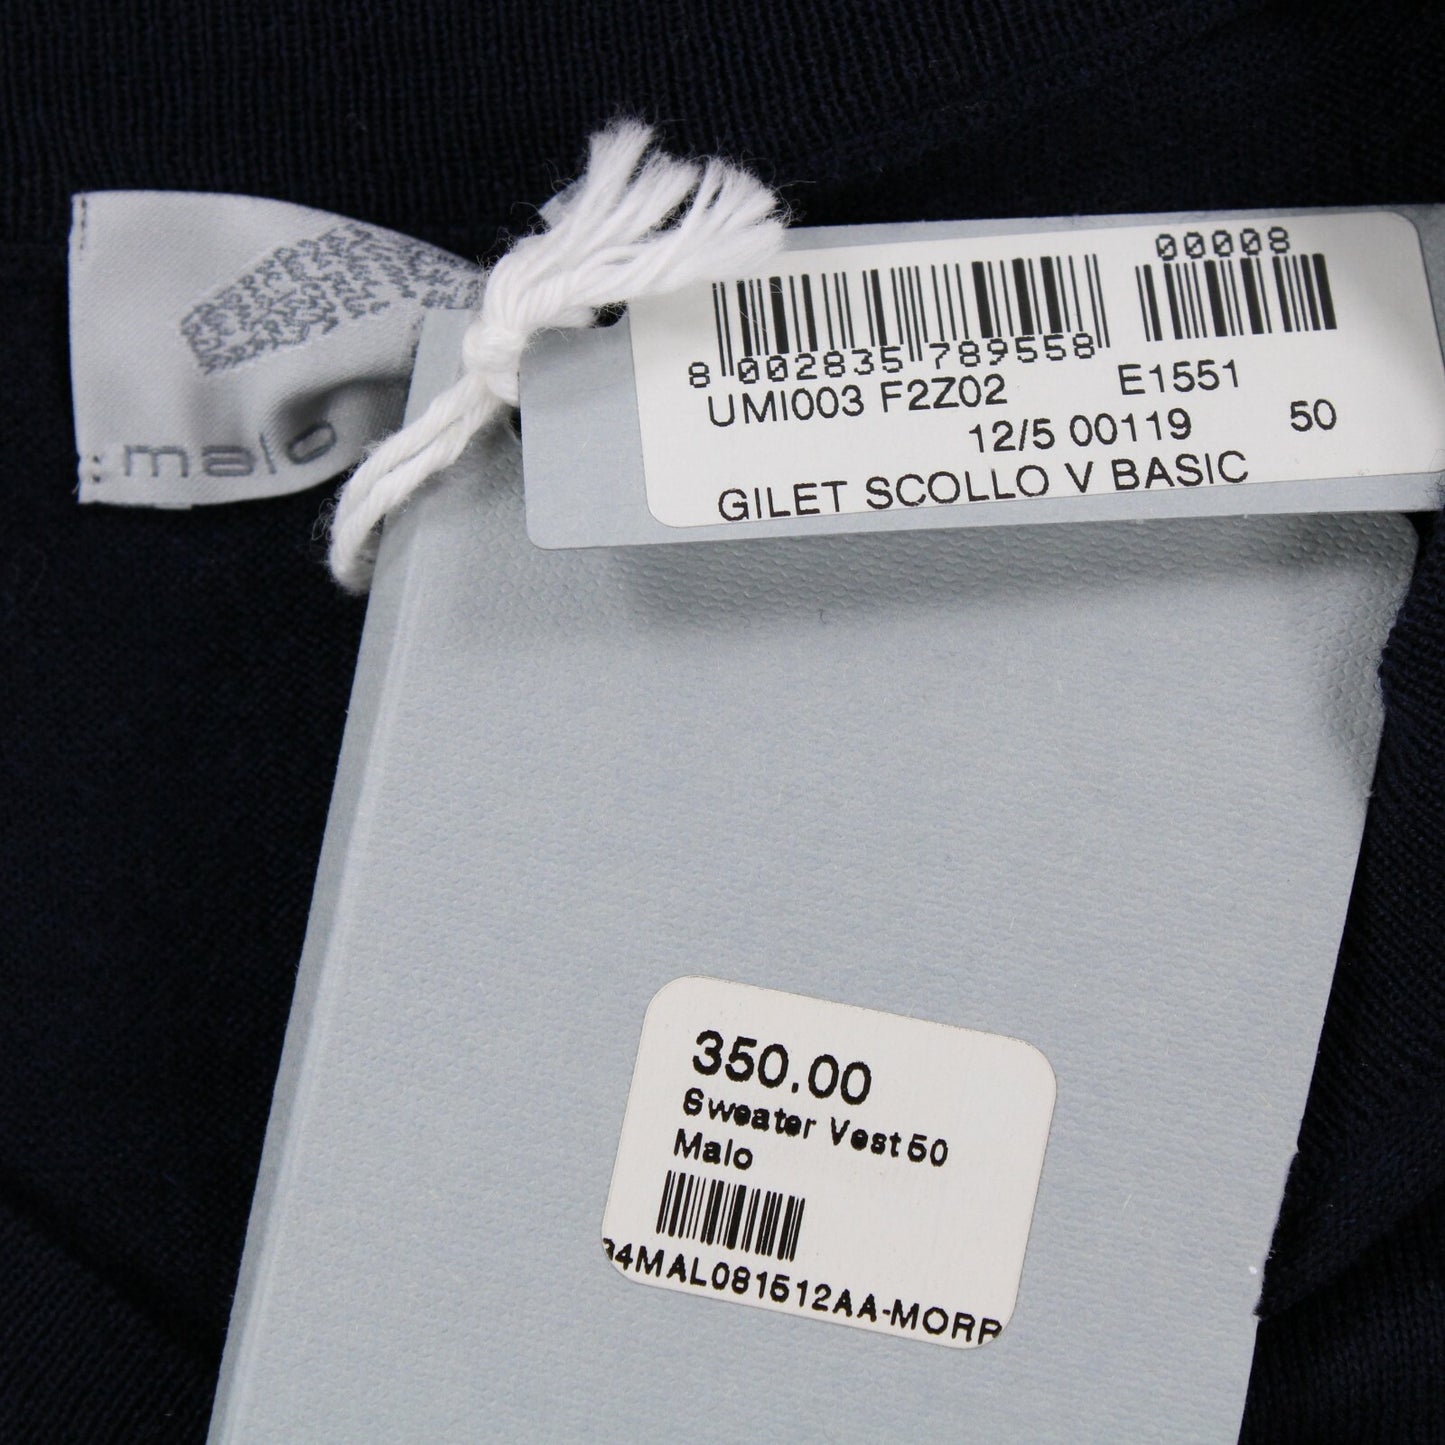 malo
00008
8 002835 789558
UMI003 F2Z02 E1551
12/5 00119 50
GILET SCOLLO V BASIC
350.00
Sweater Vest 50
Malo
34MAL081512AA-MORR